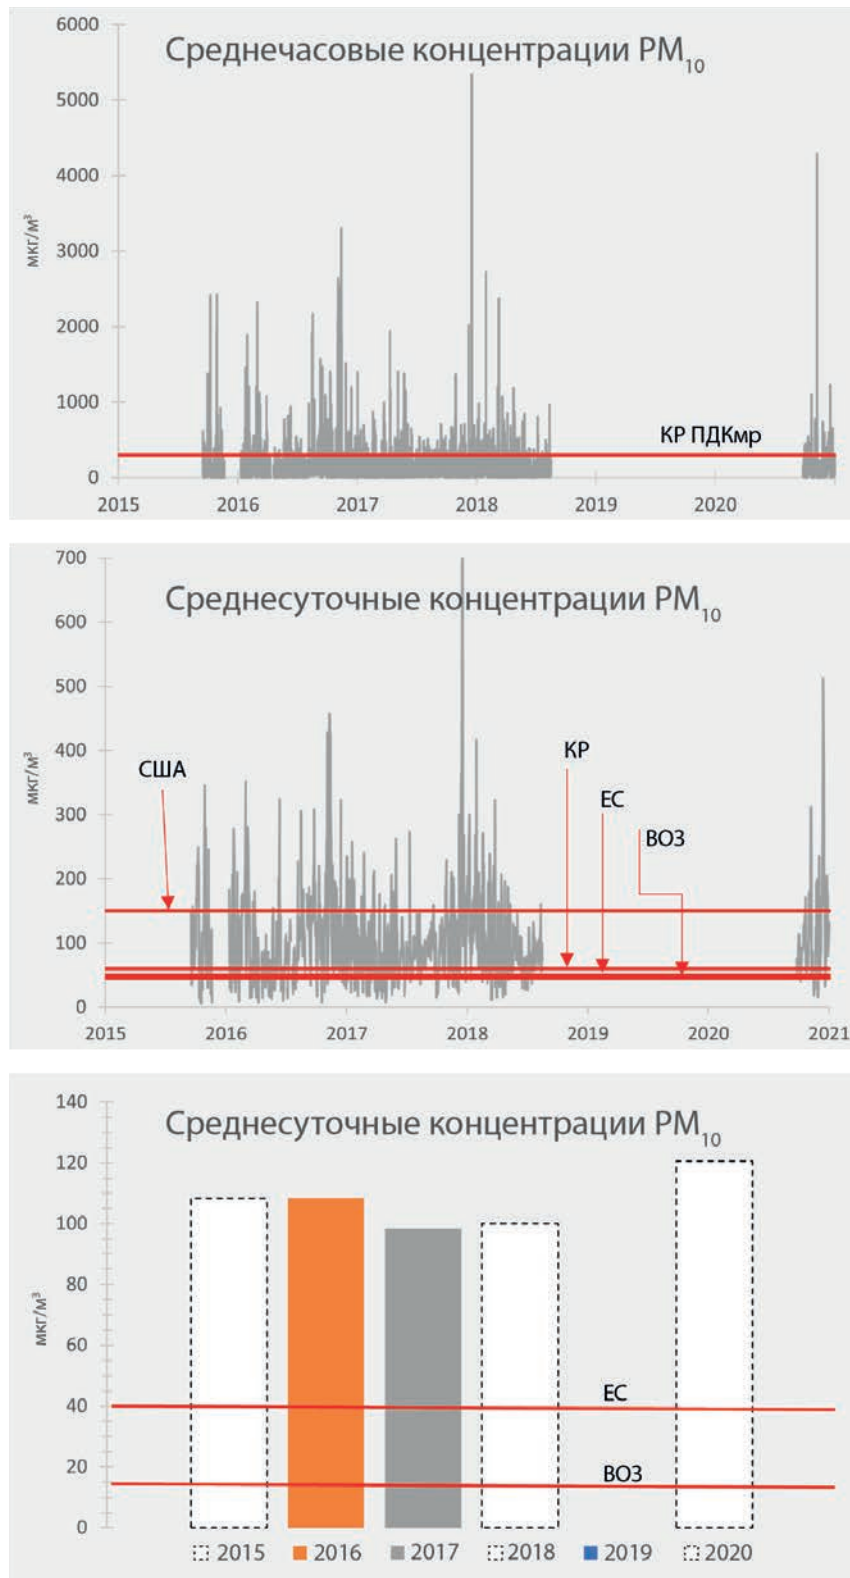 Среднечасовые концентрации PM₁₀
6000
5000
4000
3000
2000
1000
0
мкг/м³
КР ПДКмр
2015 2016 2017 2018 2019 2020
Среднесуточные концентрации PM₁₀
700
600
500
400
300
200
100
0
мкг/м³
США
КР
ЕС
ВОЗ
2015 2016 2017 2018 2019 2020 2021
Среднесуточные концентрации PM₁₀
140
120
100
80
60
40
20
0
мкг/м³
ЕС
ВОЗ
2015 2016 2017 2018 2019 2020